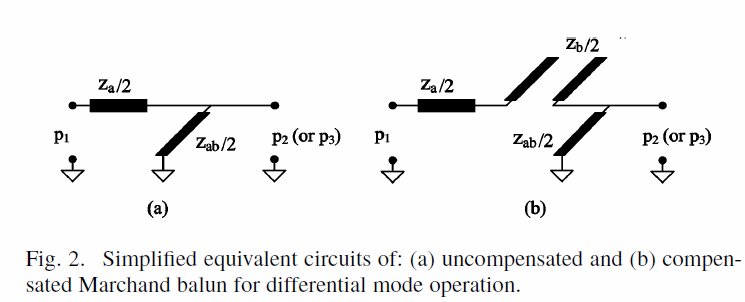 Zb/2
Za/2
Za/2
p1
Zab/2
p2 (or p3)
p1
Zab/2
p2 (or p3)
(a)
(b)
Fig. 2. Simplified equivalent circuits of: (a) uncompensated and (b) compen-
sated Marchand balun for differential mode operation.